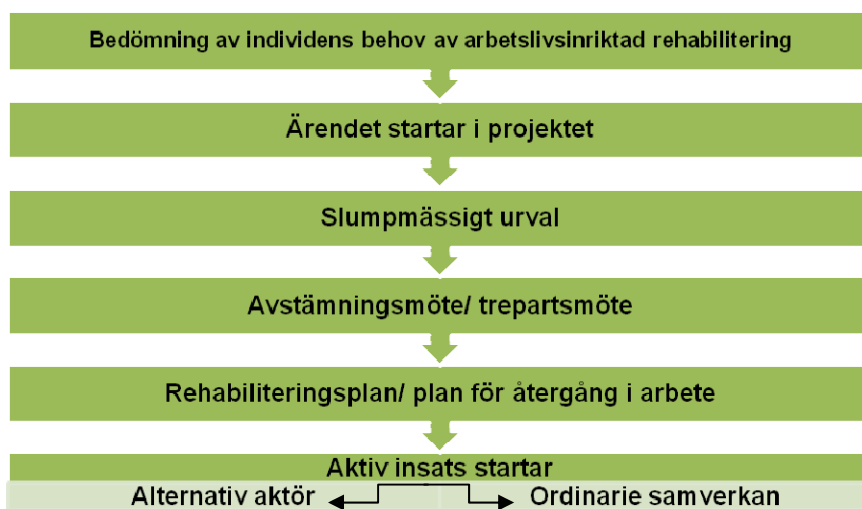 Bedömning av individens behov av arbetslivsinriktad rehabilitering
Ärendet startar i projektet
Slumpmässigt urval
Avstämningsmöte/ trepartsmöte
Rehabiliteringsplan/ plan för återgång i arbete
Aktiv insats startar
Alternativ aktör Ordinarie samverkan